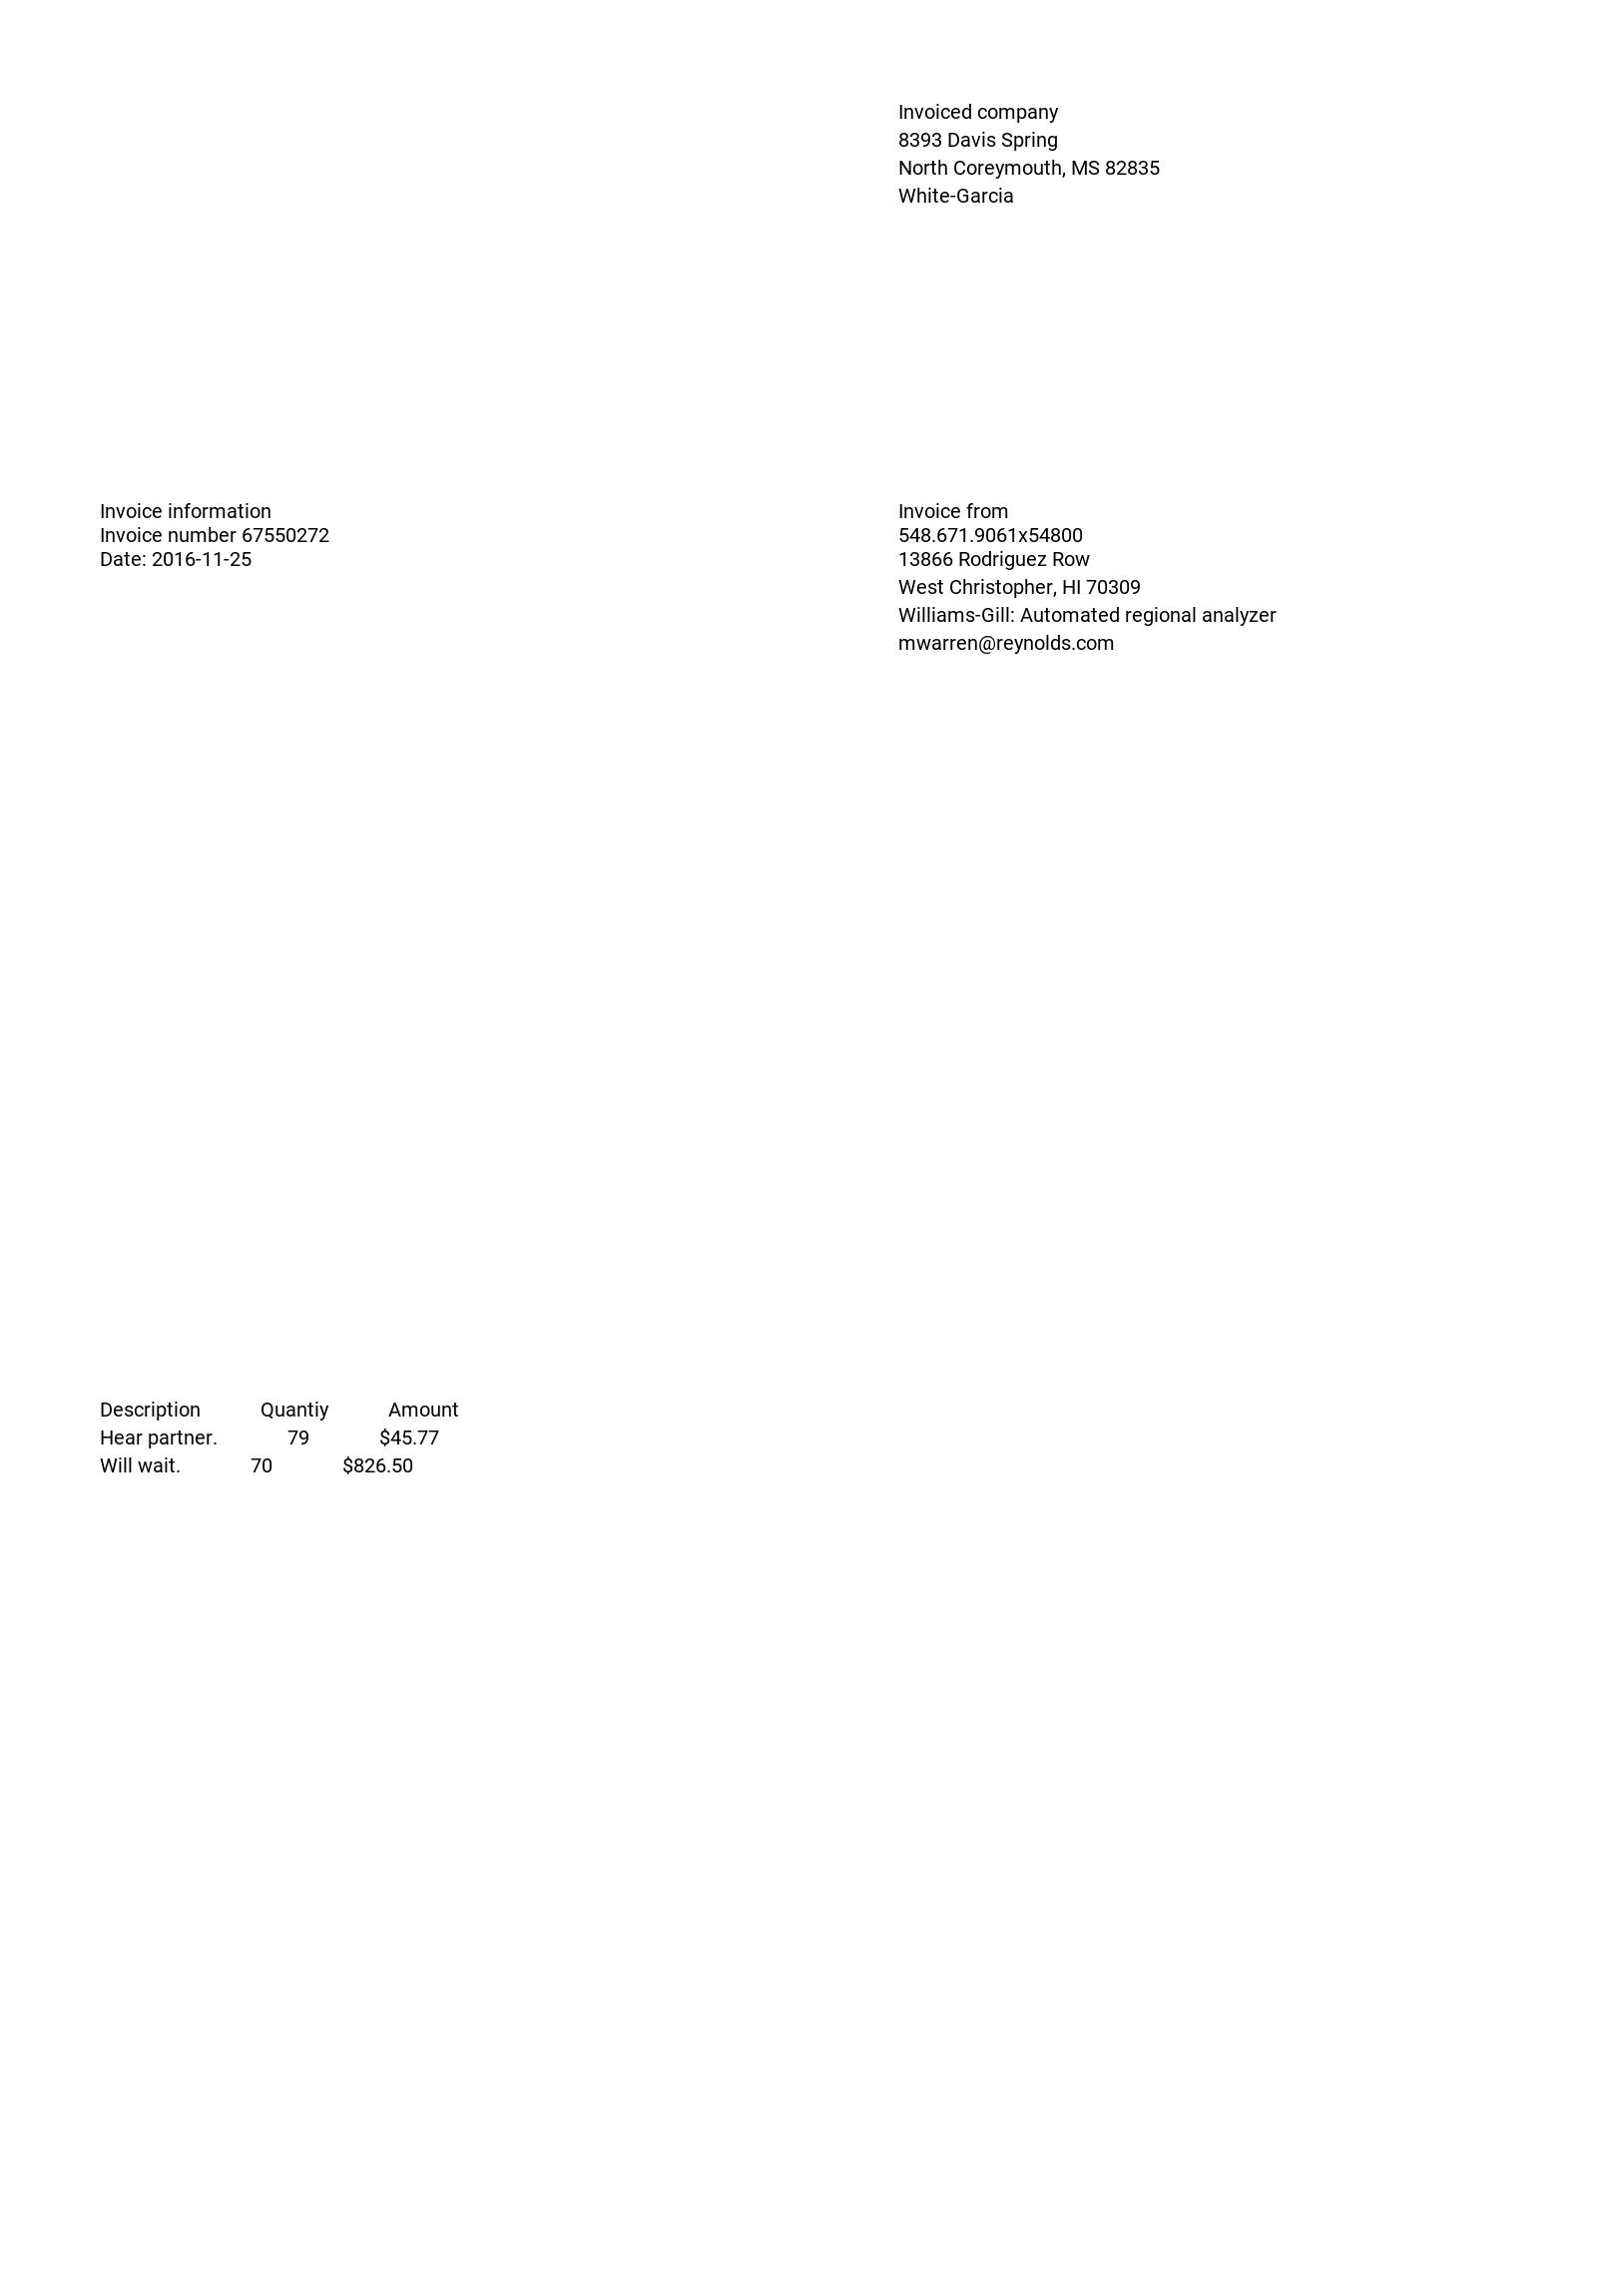 Invoiced company
8393 Davis Spring
North Coreymouth, MS 82835
White-Garcia
Invoice information
Invoice number 67550272
Date: 2016-11-25
Invoice from
548.671.9061x54800
13866 Rodriguez Row
West Christopher, HI 70309
Williams-Gill: Automated regional analyzer
mwarren@reynolds.com
Description Quantiy Amount
Hear partner. 79 $45.77
Will wait. 70 $826.50